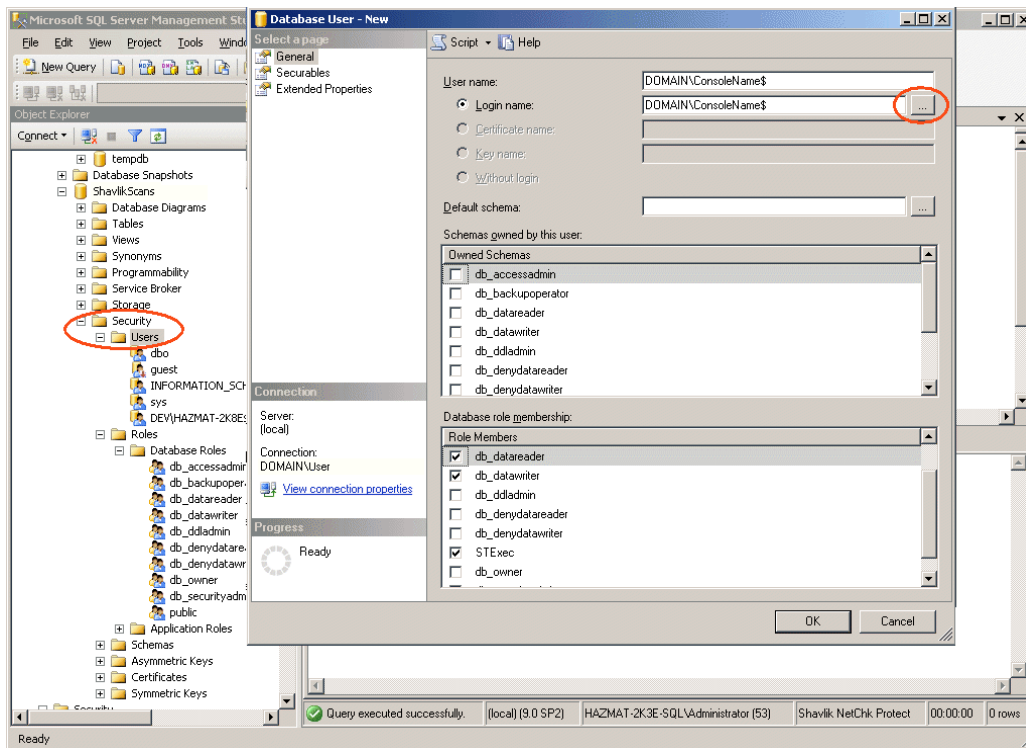 Microsoft SQL Server Management Stu
File Edit View Project Tools Windo
New Query
Object Explorer
Connect
tempdb
Database Snapshots
ShavlikScans
Database Diagrams
Tables
Views
Synonyms
Programmability
Service Broker
Storage
Security
Users
dbo
guest
INFORMATION_SCH
sys
DEV\HAZMAT-2K8ES
Roles
Database Roles
db_accessadmin
db_backupoper
db_datareader
db_datawriter
db_ddladmin
db_denydatare
db_denydatawr
db_owner
db_securityadm
public
Application Roles
Schemas
Asymmetric Keys
Certificates
Symmetric Keys
Security
Database User - New
Select a page
General
Securables
Extended Properties
Connection
Server:
(local)
Connection:
DOMAIN\User
View connection properties
Progress
Ready
Script Help
User name: DOMAIN\ConsoleName$
Login name: DOMAIN\ConsoleName$ ...
Certificate name:
Key name:
Without login
Default schema: ...
Schemas owned by this user:
Owned Schemas
db_accessadmin
db_backupoperator
db_datareader
db_datawriter
db_ddladmin
db_denydatareader
db_denydatawriter
Database role membership:
Role Members
db_datareader
db_datawriter
db_ddladmin
db_denydatareader
db_denydatawriter
STExec
db_owner
OK Cancel
Query executed successfully. (local) (9.0 SP2) HAZMAT-2K3E-SQL\Administrator (53) Shavlik NetChk Protect 00:00:00 0 rows
Ready